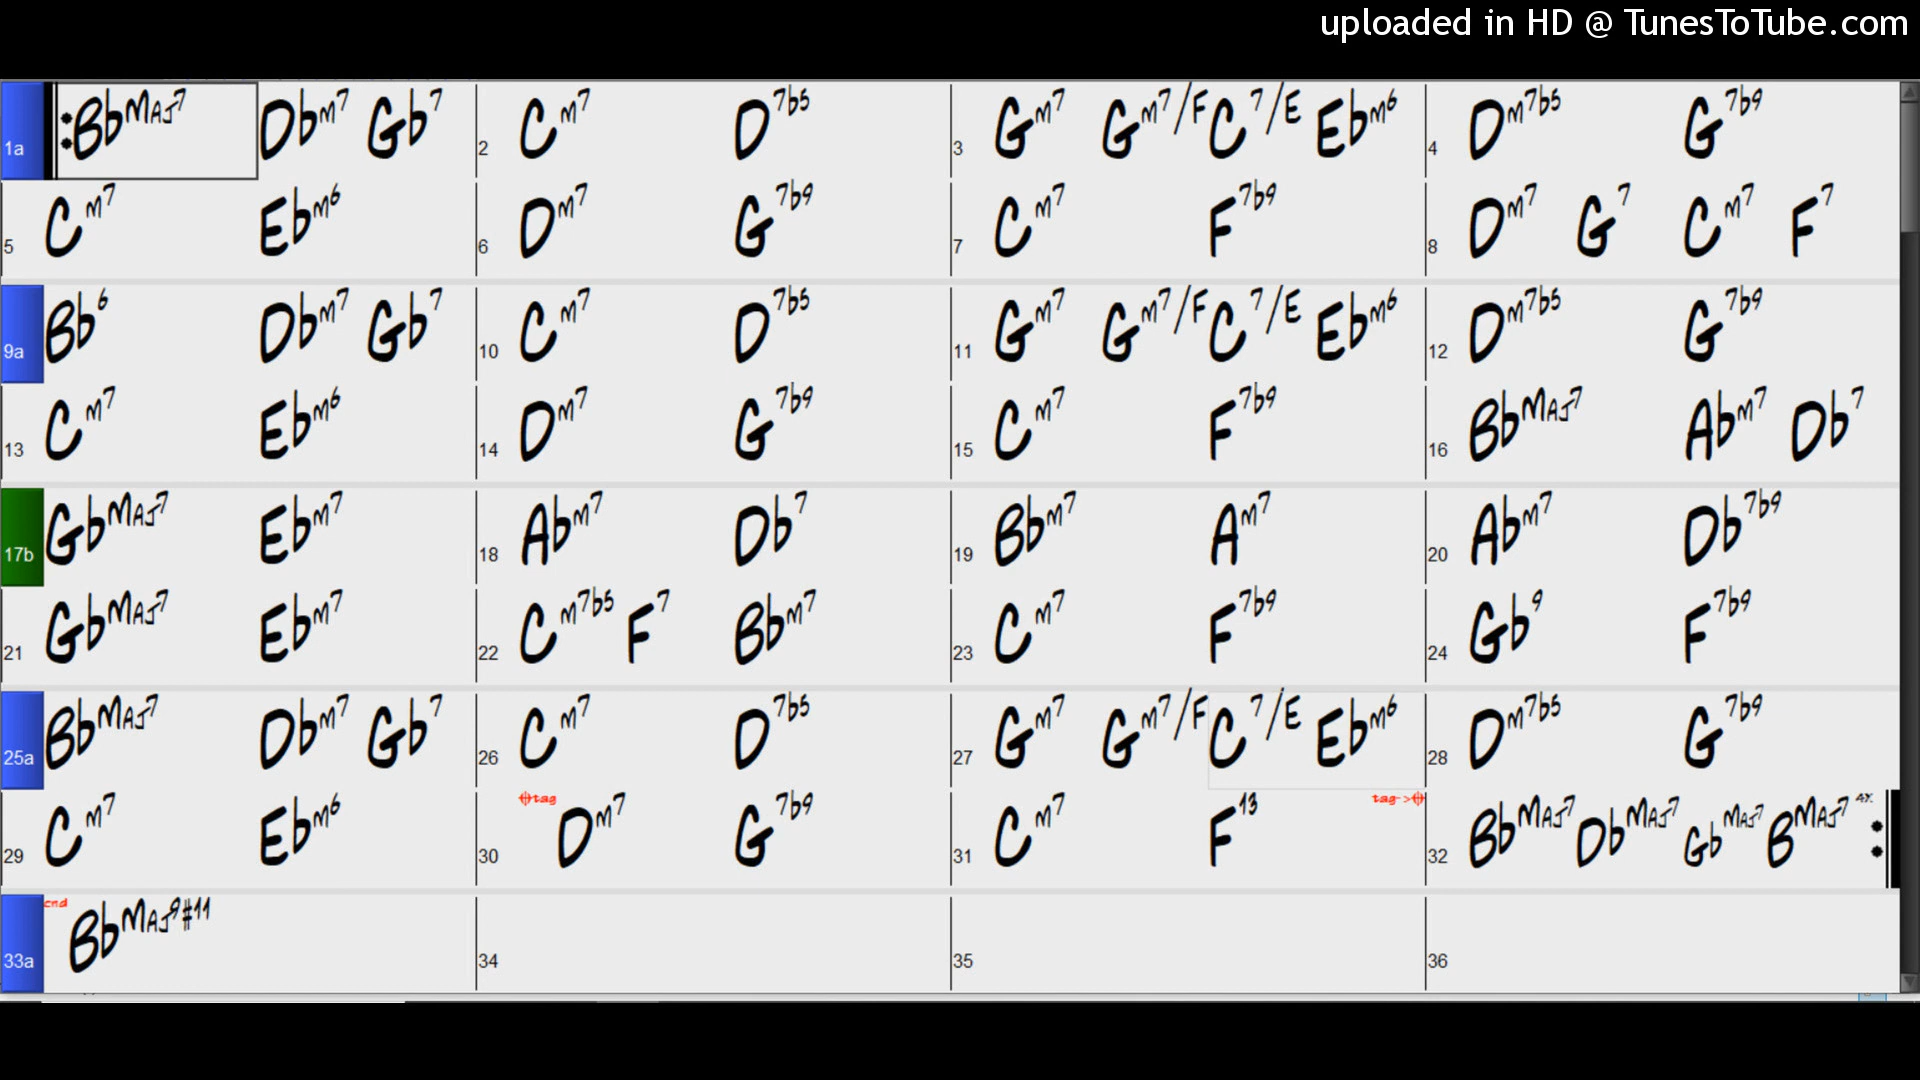 uploaded in HD @ TunesToTube.com
1a BbMAJ7 Dbm7 Gb7 2 Cm7 D7b5 3 Gm7 Gm7/F C7/E Ebm6 4 Dm7b5 G7b9
5 Cm7 Ebm6 6 Dm7 G7b9 7 Cm7 F7b9 8 Dm7 G7 Cm7 F7
9a Bb6 Dbm7 Gb7 10 Cm7 D7b5 11 Gm7 Gm7/F C7/E Ebm6 12 Dm7b5 G7b9
13 Cm7 Ebm6 14 Dm7 G7b9 15 Cm7 F7b9 16 BbMAJ7 Abm7 Db7
17b GbMAJ7 Ebm7 18 Abm7 Db7 19 Bbm7 Am7 20 Abm7 Db7b9
21 GbMAJ7 Ebm7 22 Cm7b5 F7 Bbm7 23 Cm7 F7b9 24 Gb9 F7b9
25a BbMAJ7 Dbm7 Gb7 26 Cm7 D7b5 27 Gm7 Gm7/F C7/E Ebm6 28 Dm7b5 G7b9
29 Cm7 Ebm6 30 tag Dm7 G7b9 31 Cm7 F13 tag-> 32 BbMAJ7 DbMAJ7 GbMAJ7 BMAJ7 4x
33a end BbMAJ9#11 34 35 36